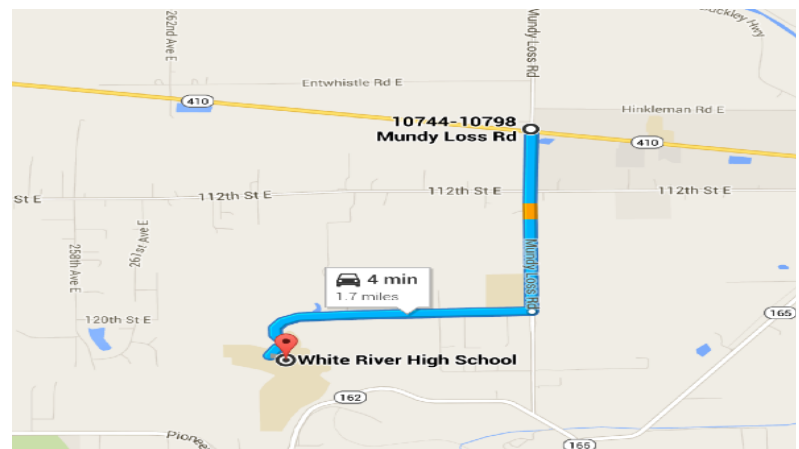 262nd Ave E
Mundy Loss Rd
Buckley Hwy
Entwhistle Rd E
410
10744-10798
Mundy Loss Rd
Hinkleman Rd E
410
St E
112th St E
112th St E
112th St E
258th Ave E
261st Ave E
Mundy Loss Rd
4 min
1.7 miles
120th St E
165
White River High School
162
Pioneer
165